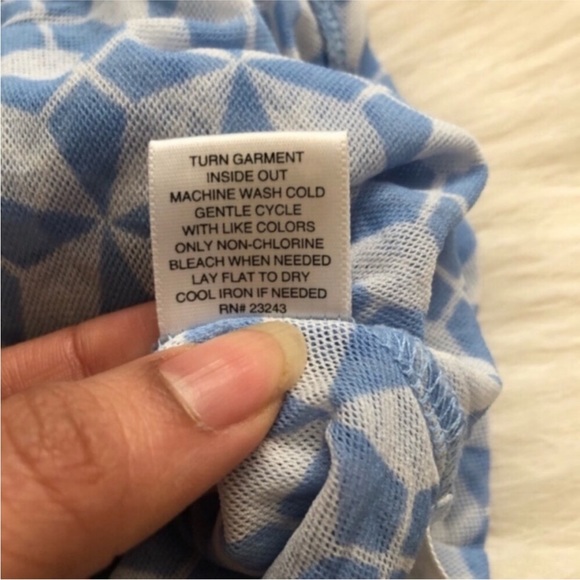 TURN GARMENT
INSIDE OUT
MACHINE WASH COLD
GENTLE CYCLE
WITH LIKE COLORS
ONLY NON-CHLORINE
BLEACH WHEN NEEDED
LAY FLAT TO DRY
COOL IRON IF NEEDED
RN# 23243